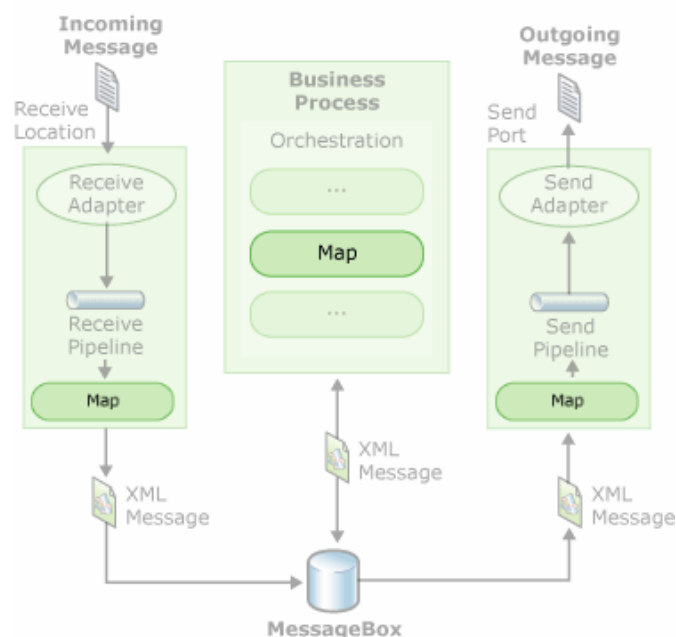 Incoming
Message
Receive
Location
Receive
Adapter
Receive
Pipeline
Map
XML
Message
Business
Process
Orchestration
...
Map
...
XML
Message
MessageBox
Outgoing
Message
Send
Port
Send
Adapter
Send
Pipeline
Map
XML
Message